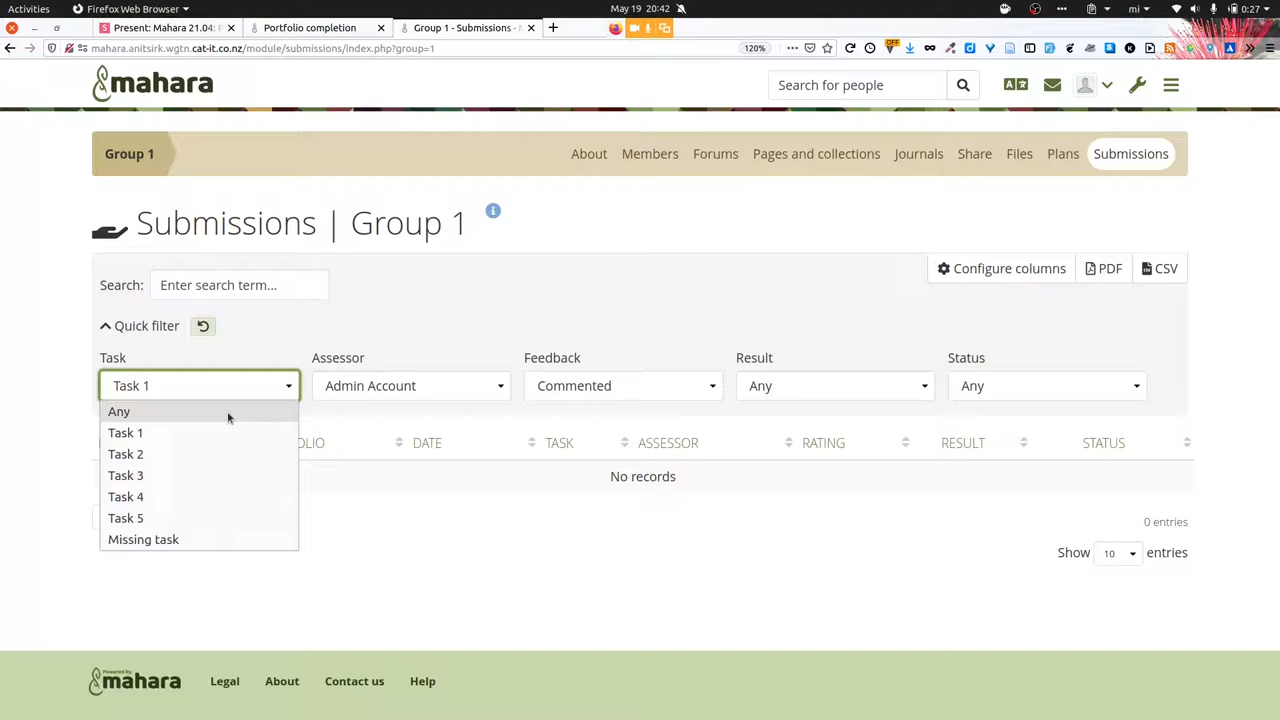 Activities
FireFox Web Browser
May 19 20:42
mi
0:27
Present: Mahara 21.04: F
Portfolio completion
Group 1 - Submissions -
mahara.anitsirk.wgtn.cat-it.co.nz/module/submissions/index.php?group=1
120%
OFF
mahara
Search for people
Group 1
About
Members
Forums
Pages and collections
Journals
Share
Files
Plans
Submissions
Submissions | Group 1
Configure columns
PDF
CSV
Search:
Enter search term...
Quick filter
Task
Assessor
Feedback
Result
Status
Task 1
Admin Account
Commented
Any
Any
Any
Task 1
Task 2
Task 3
Task 4
Task 5
Missing task
OLIO
DATE
TASK
ASSESSOR
RATING
RESULT
STATUS
No records
0 entries
Show 10 entries
Powered by
mahara
Legal
About
Contact us
Help